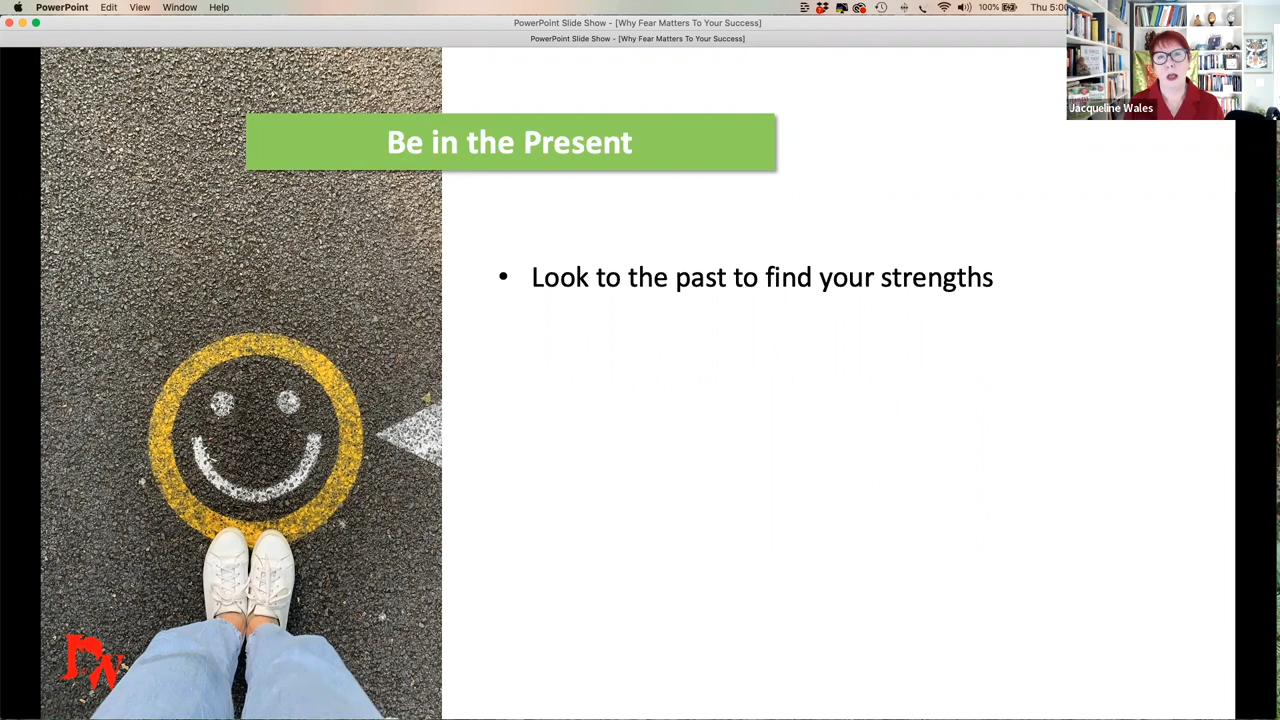 PowerPoint Edit View Window Help
100%
Thu 5:00
PowerPoint Slide Show - [Why Fear Matters To Your Success]
PowerPoint Slide Show - [Why Fear Matters To Your Success]
Jacqueline Wales
Be in the Present
• Look to the past to find your strengths